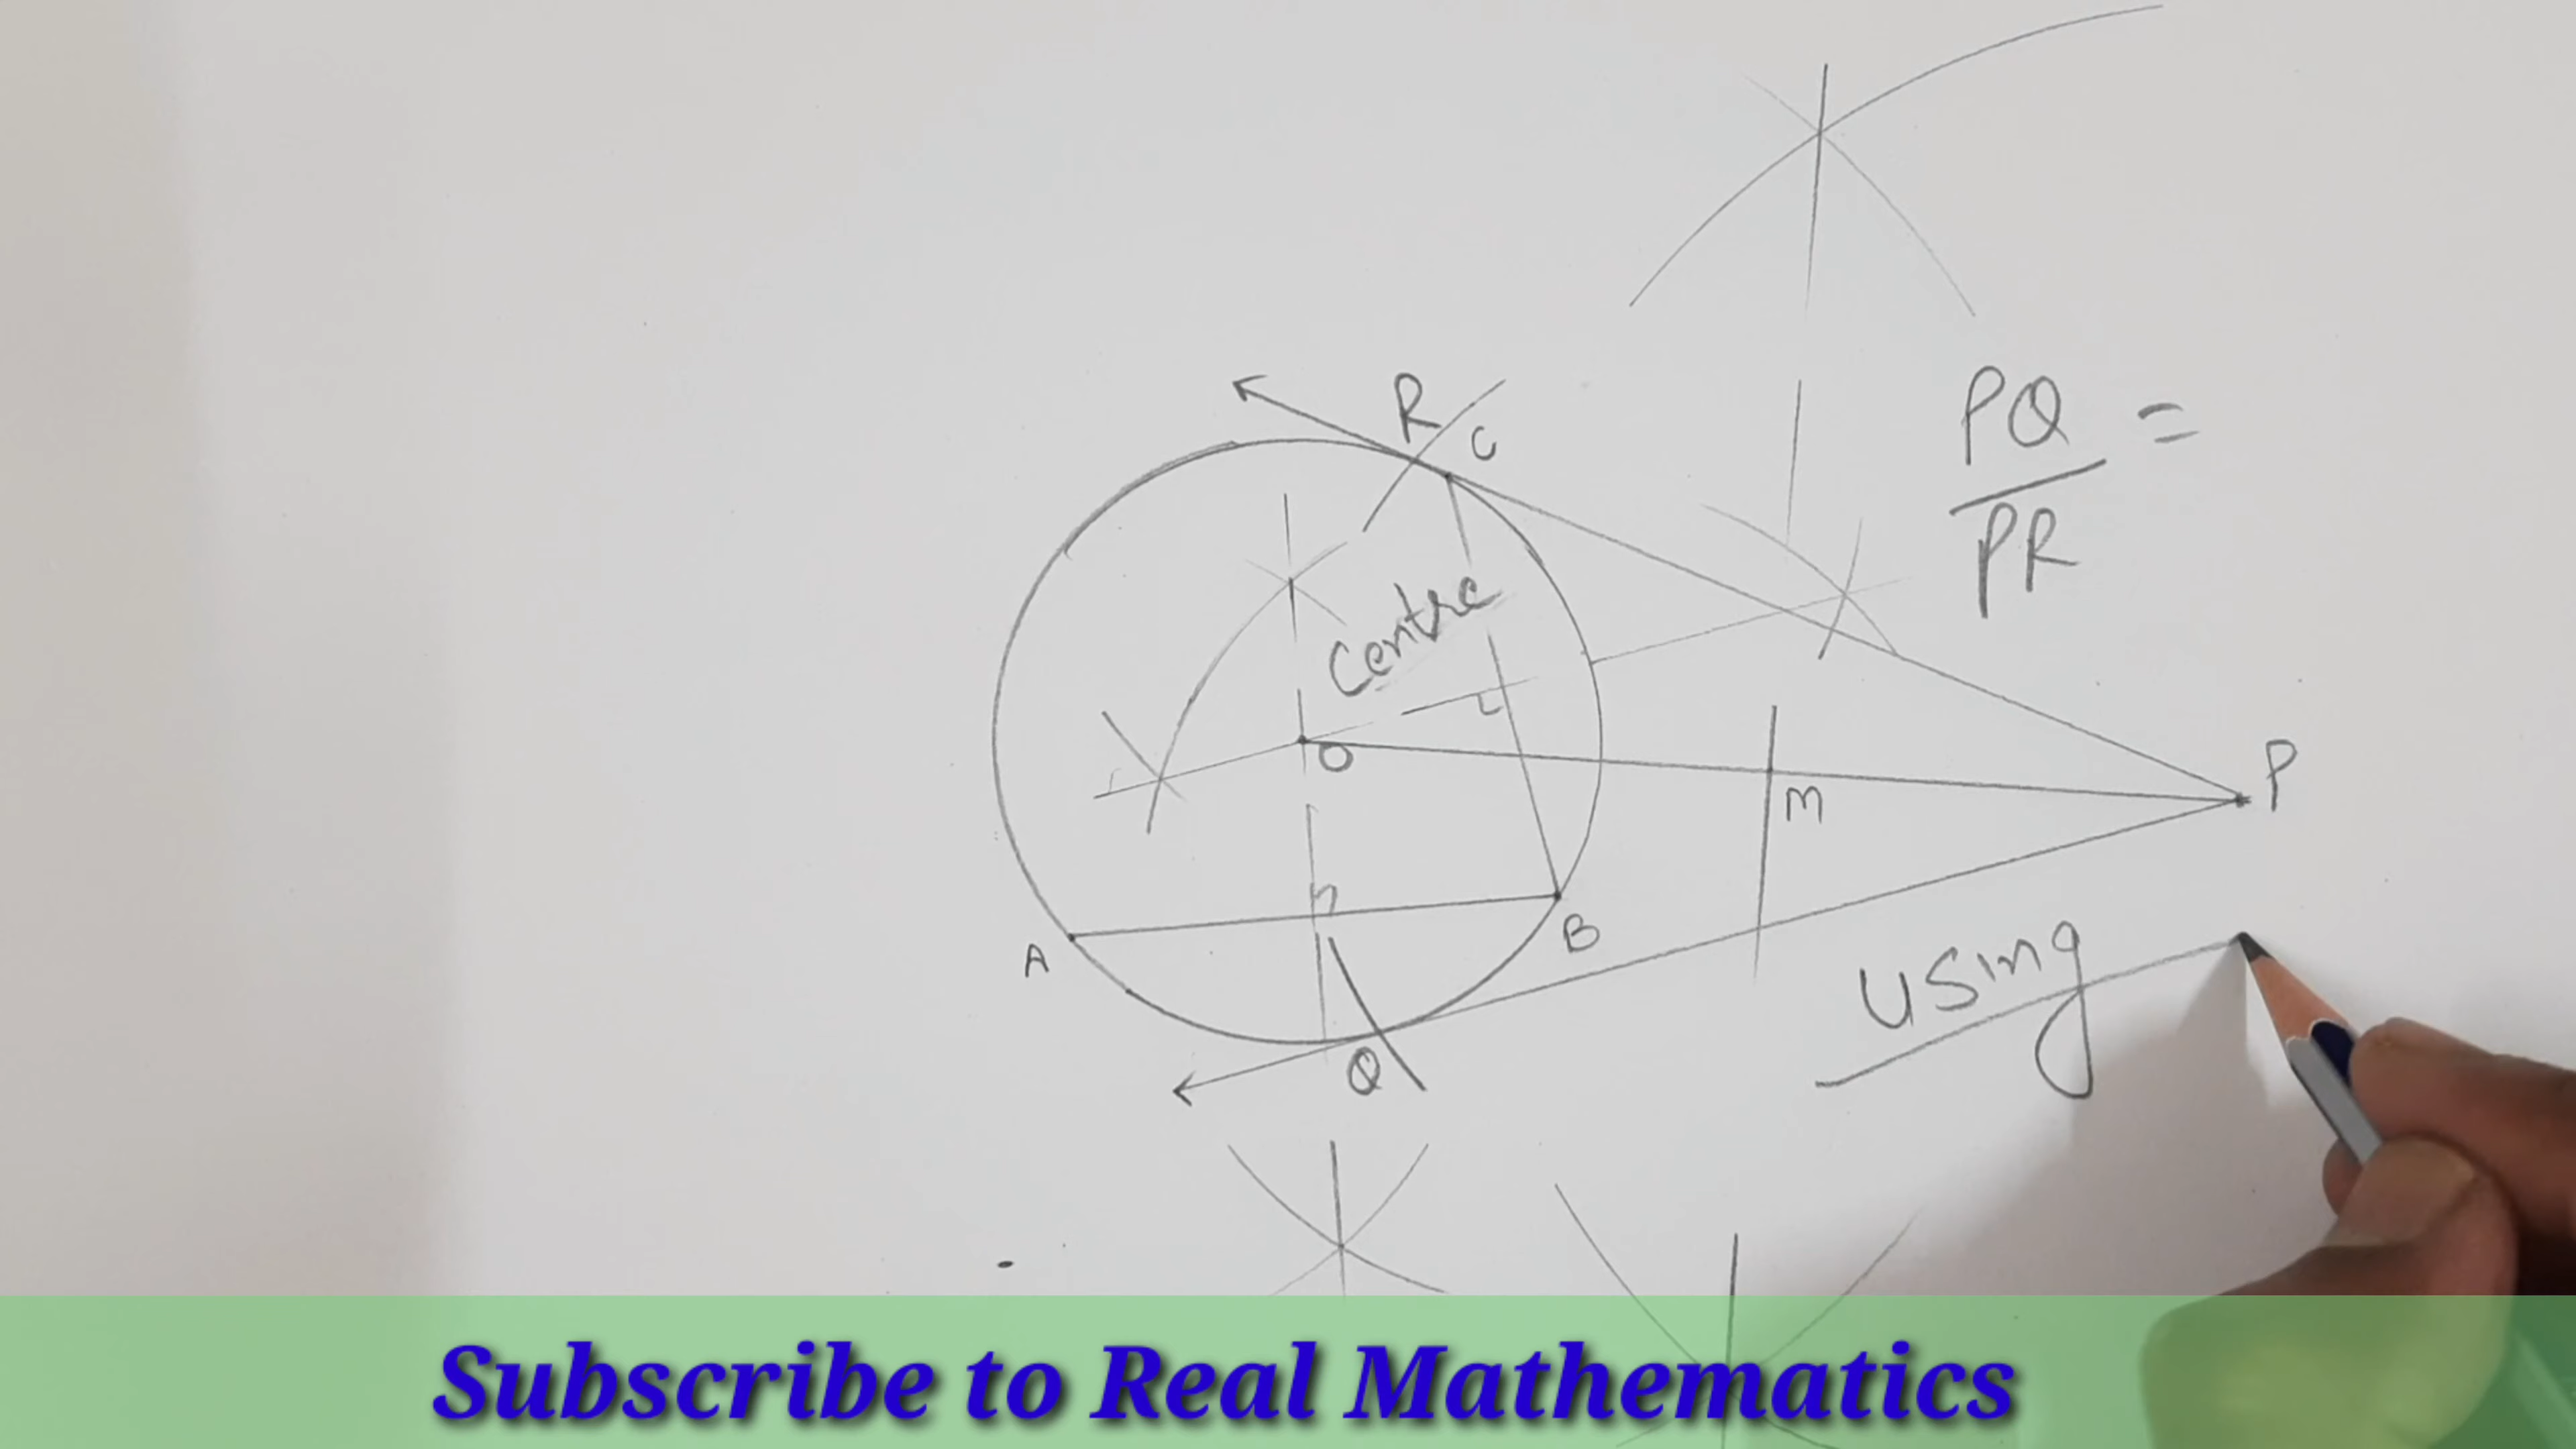 R
C
PQ =
PR
Centre
L
O
P
M
A
B
Using
Q
Subscribe to Real Mathematics